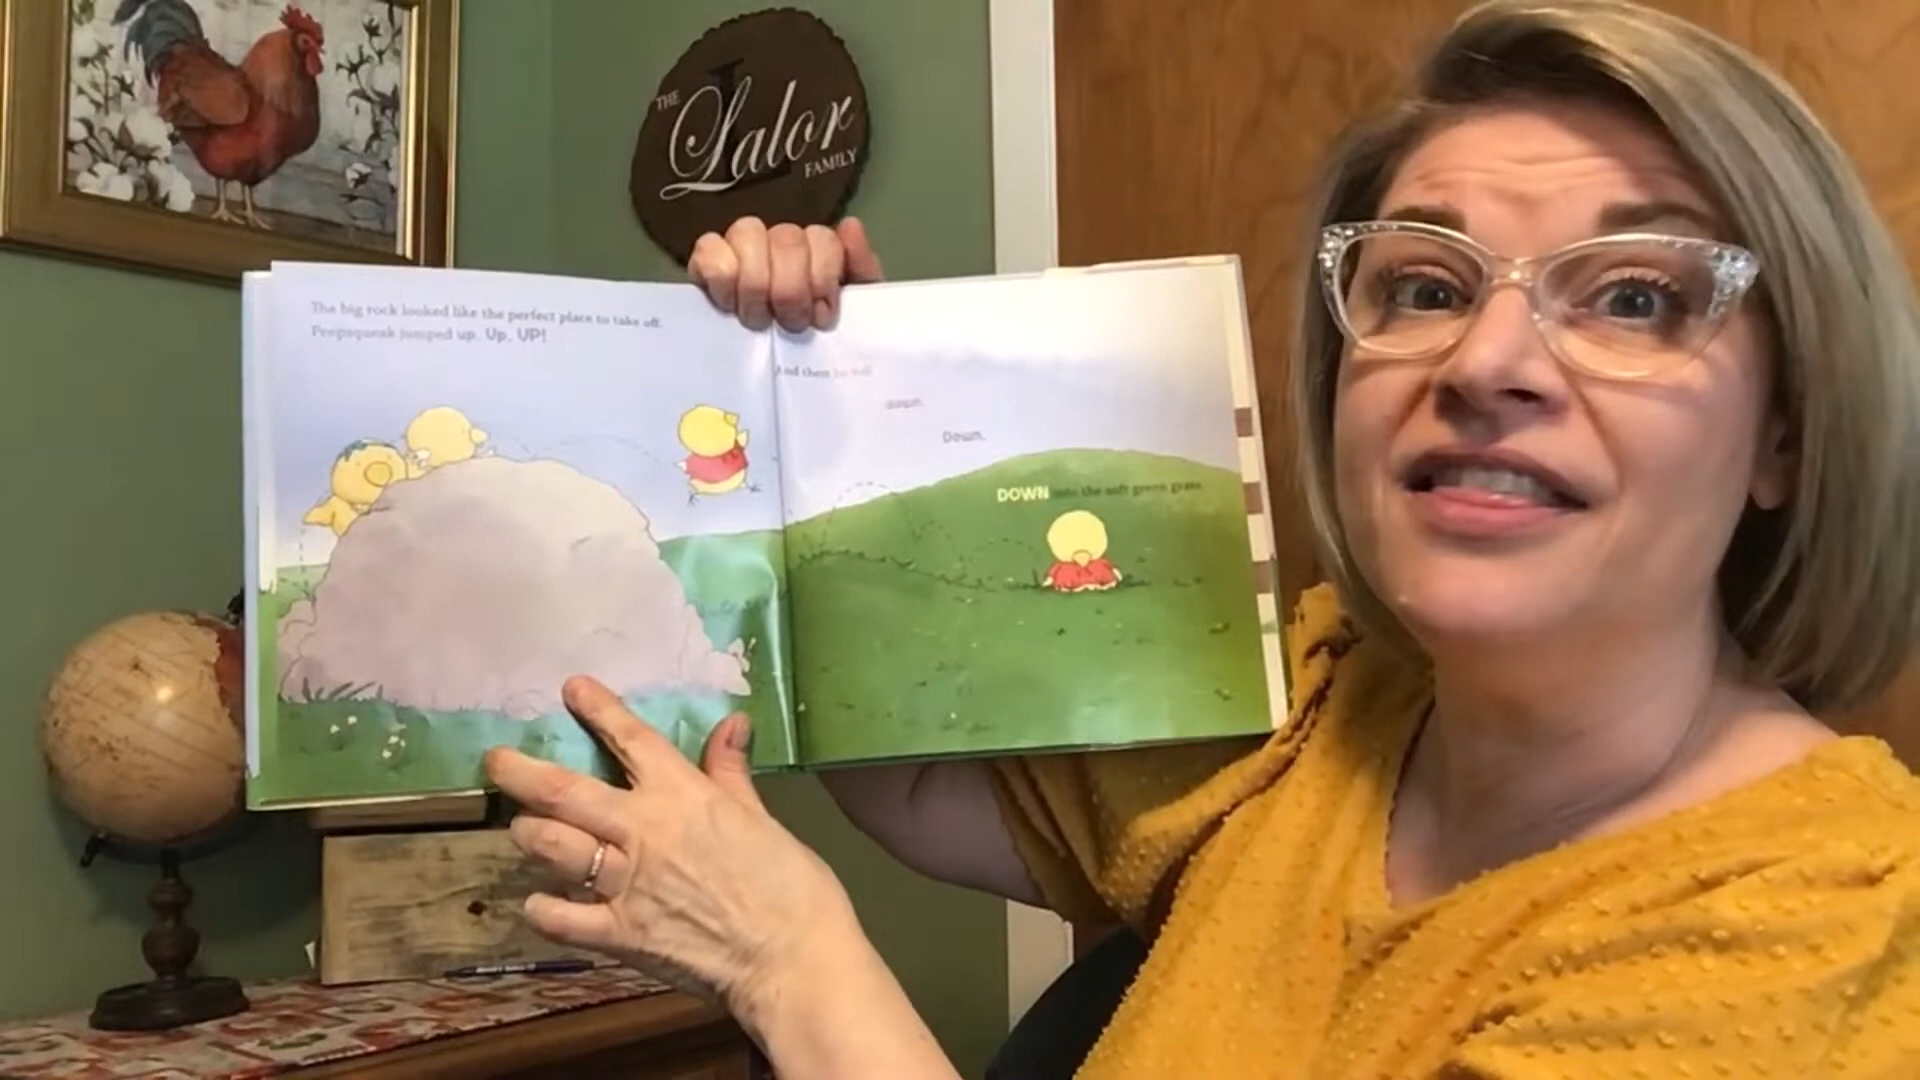 THE
Lalor
FAMILY
The big rock looked like the perfect place to take off.
Peepsqueak jumped up, Up, UP!
And then he fell
down
Down,
DOWN into the soft green grass.